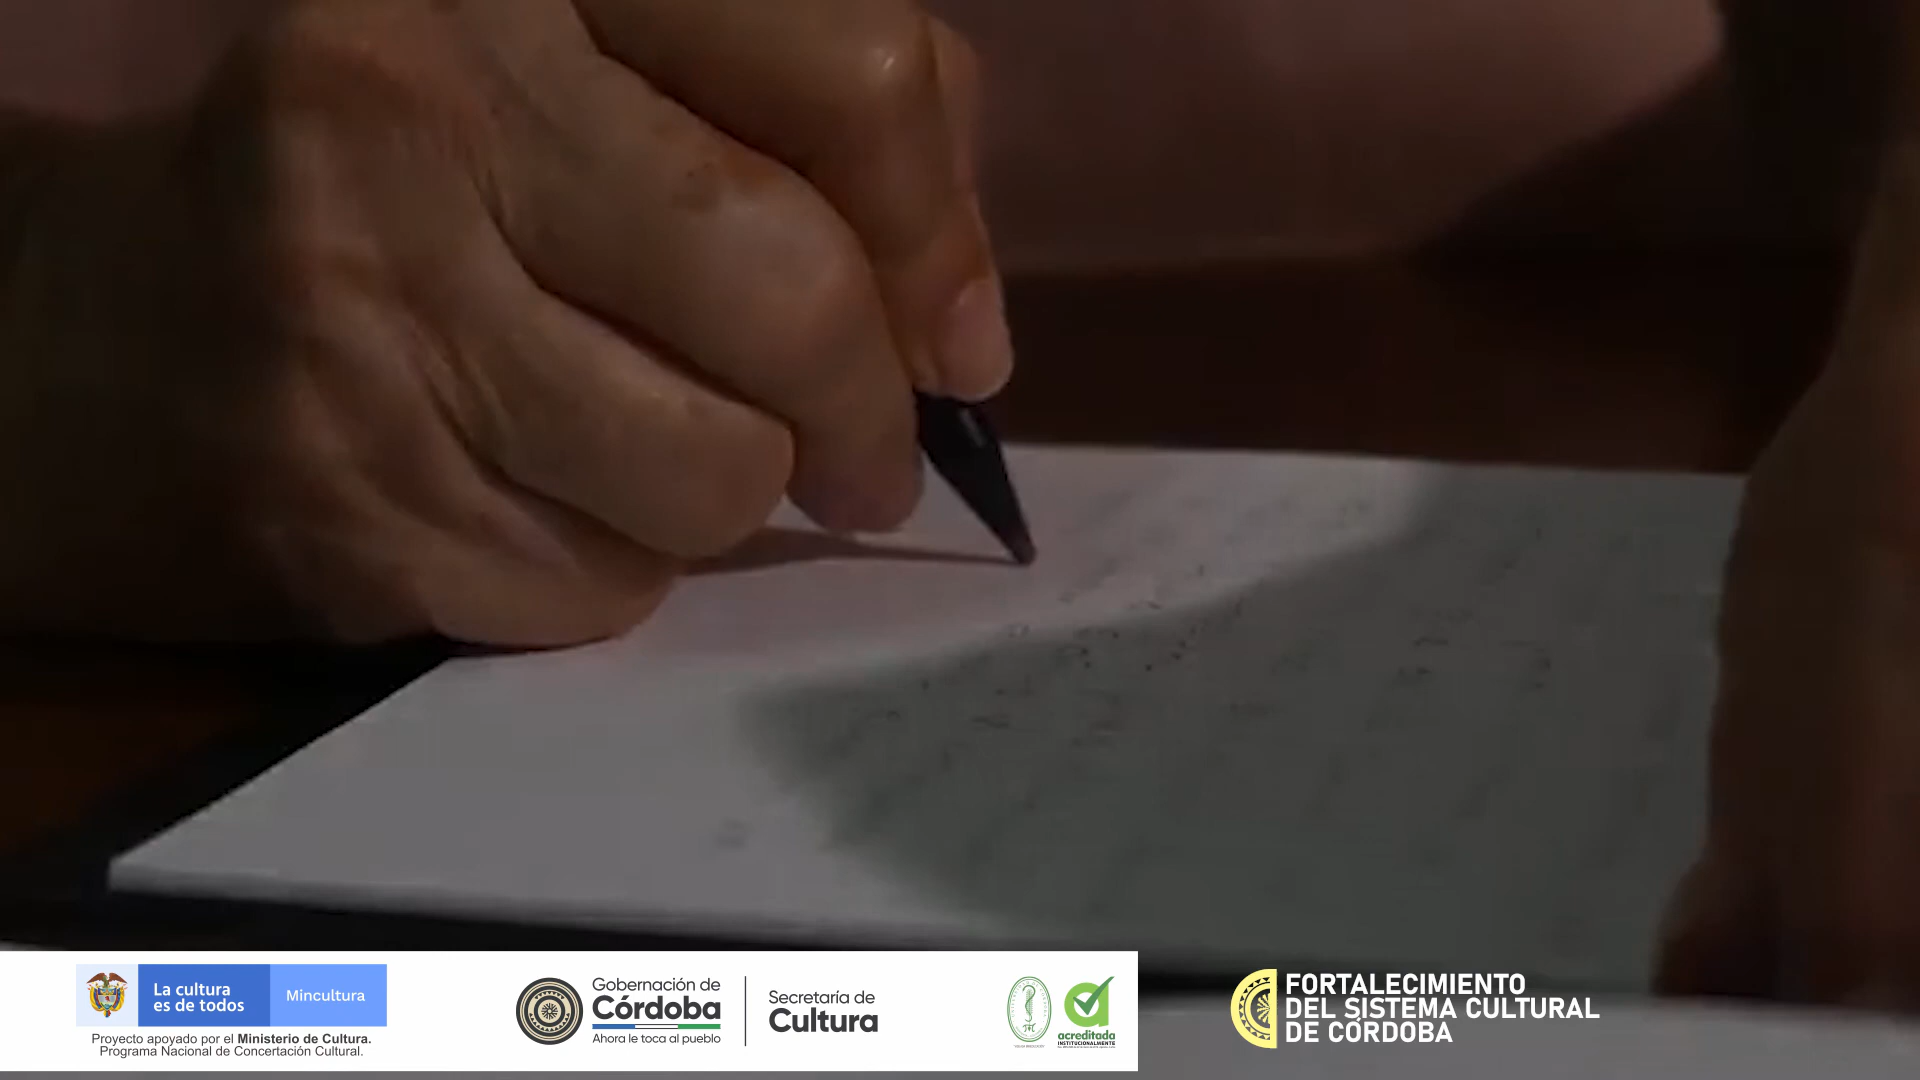 La cultura
es de todos
Mincultura
Proyecto apoyado por el Ministerio de Cultura.
Programa Nacional de Concertación Cultural.
Gobernación de
Córdoba
Ahora le toca al pueblo
Secretaría de
Cultura
acreditada
INSTITUCIONALMENTE
FORTALECIMIENTO
DEL SISTEMA CULTURAL
DE CÓRDOBA